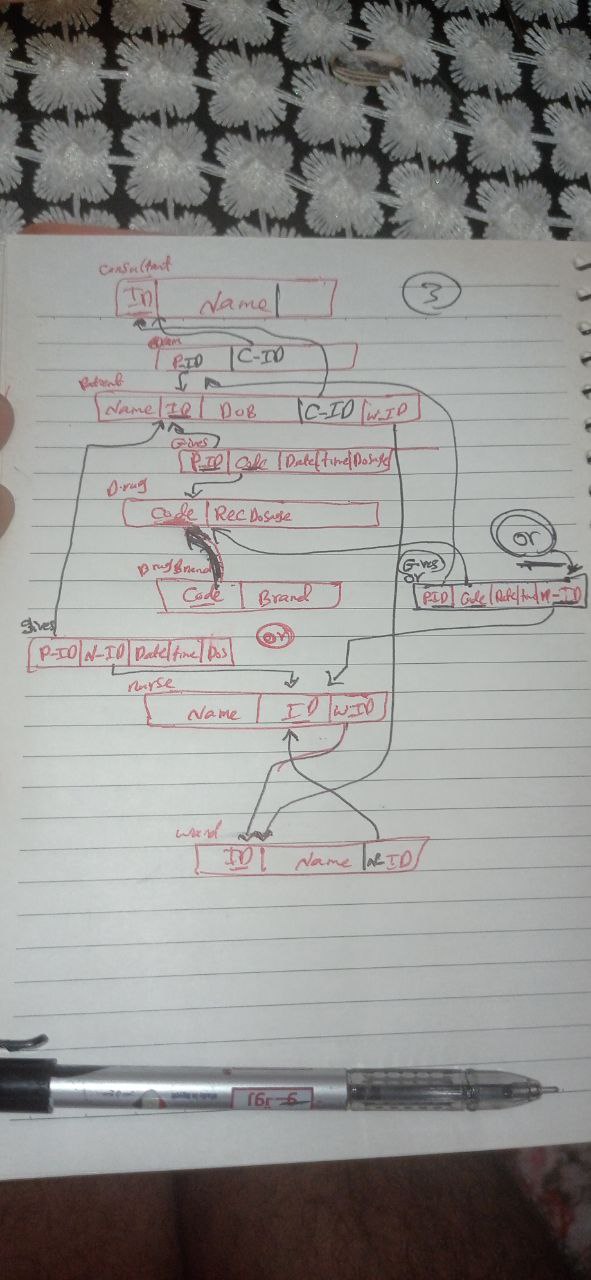 Consultant
ID Name
3
P-ID C-ID
Patient
Name ID DOB C-ID W-ID
Gives
P-ID Code Date time Dosage
Drug
Code Rec Dosage
or
Drug Brand
Gives
or
Code Brand
PID Code Date time N-ID
gives
or
P-ID N-ID Date time Dos
nurse
Name ID W-ID
ward
ID Name N-ID